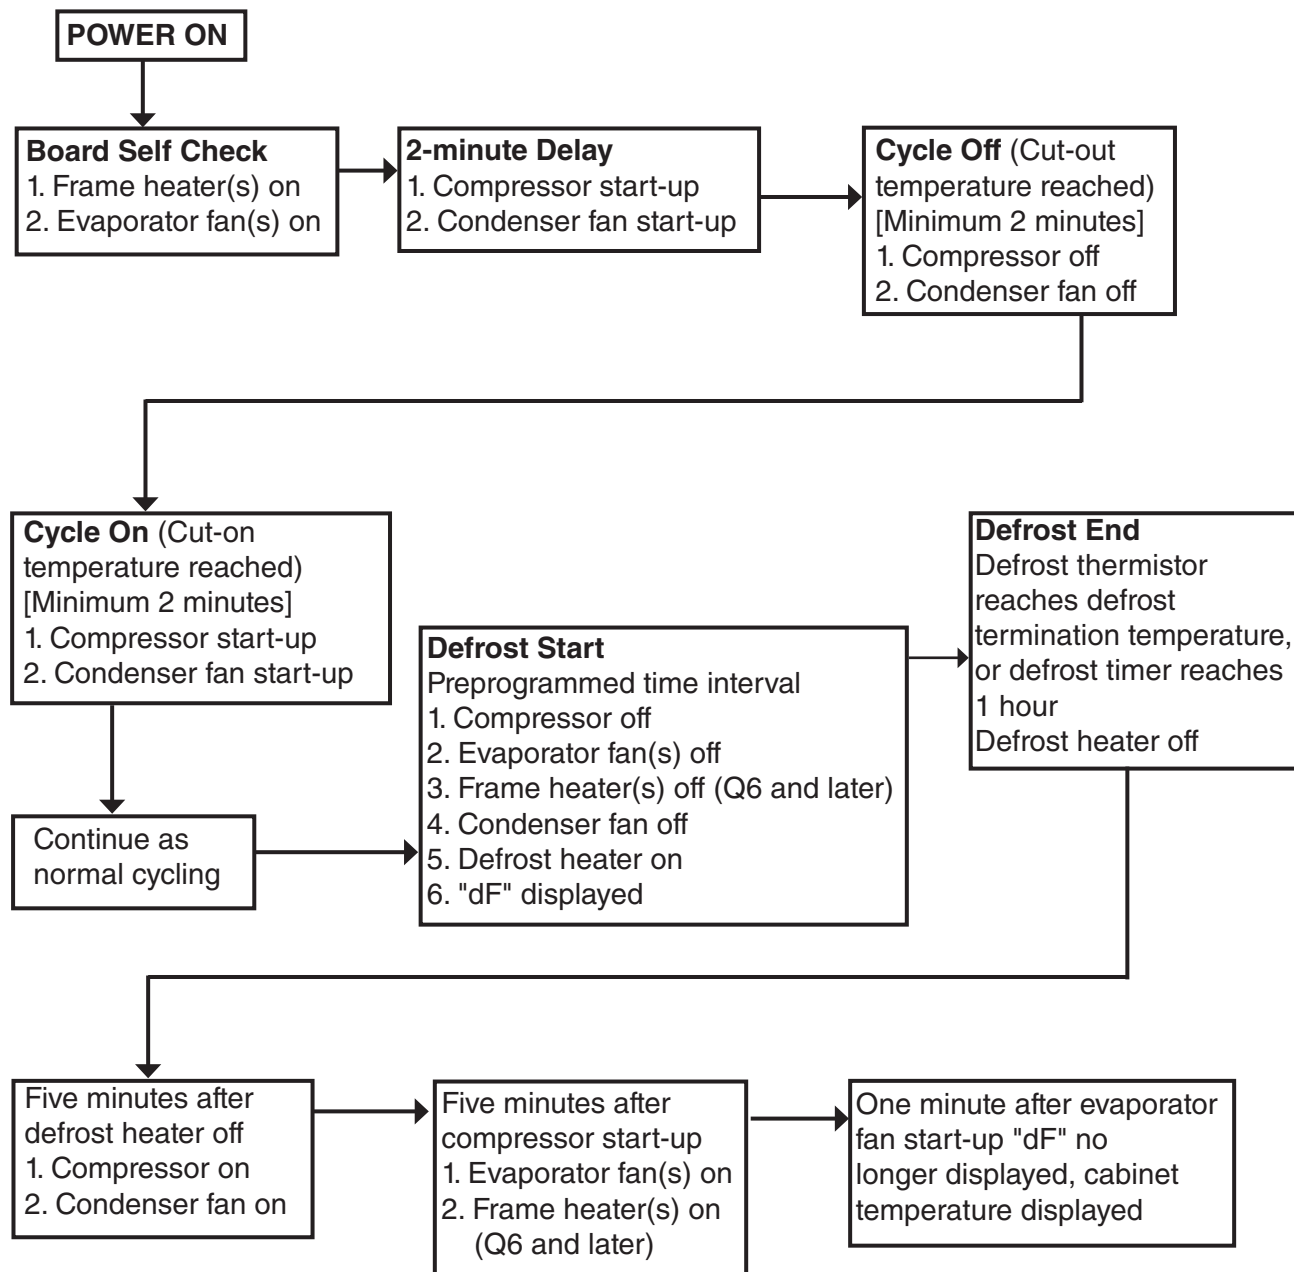 POWER ON
Board Self Check
1. Frame heater(s) on
2. Evaporator fan(s) on
2-minute Delay
1. Compressor start-up
2. Condenser fan start-up
Cycle Off (Cut-out
temperature reached)
[Minimum 2 minutes]
1. Compressor off
2. Condenser fan off
Cycle On (Cut-on
temperature reached)
[Minimum 2 minutes]
1. Compressor start-up
2. Condenser fan start-up
Continue as
normal cycling
Defrost Start
Preprogrammed time interval
1. Compressor off
2. Evaporator fan(s) off
3. Frame heater(s) off (Q6 and later)
4. Condenser fan off
5. Defrost heater on
6. "dF" displayed
Defrost End
Defrost thermistor
reaches defrost
termination temperature,
or defrost timer reaches
1 hour
Defrost heater off
Five minutes after
defrost heater off
1. Compressor on
2. Condenser fan on
Five minutes after
compressor start-up
1. Evaporator fan(s) on
2. Frame heater(s) on
(Q6 and later)
One minute after evaporator
fan start-up "dF" no
longer displayed, cabinet
temperature displayed